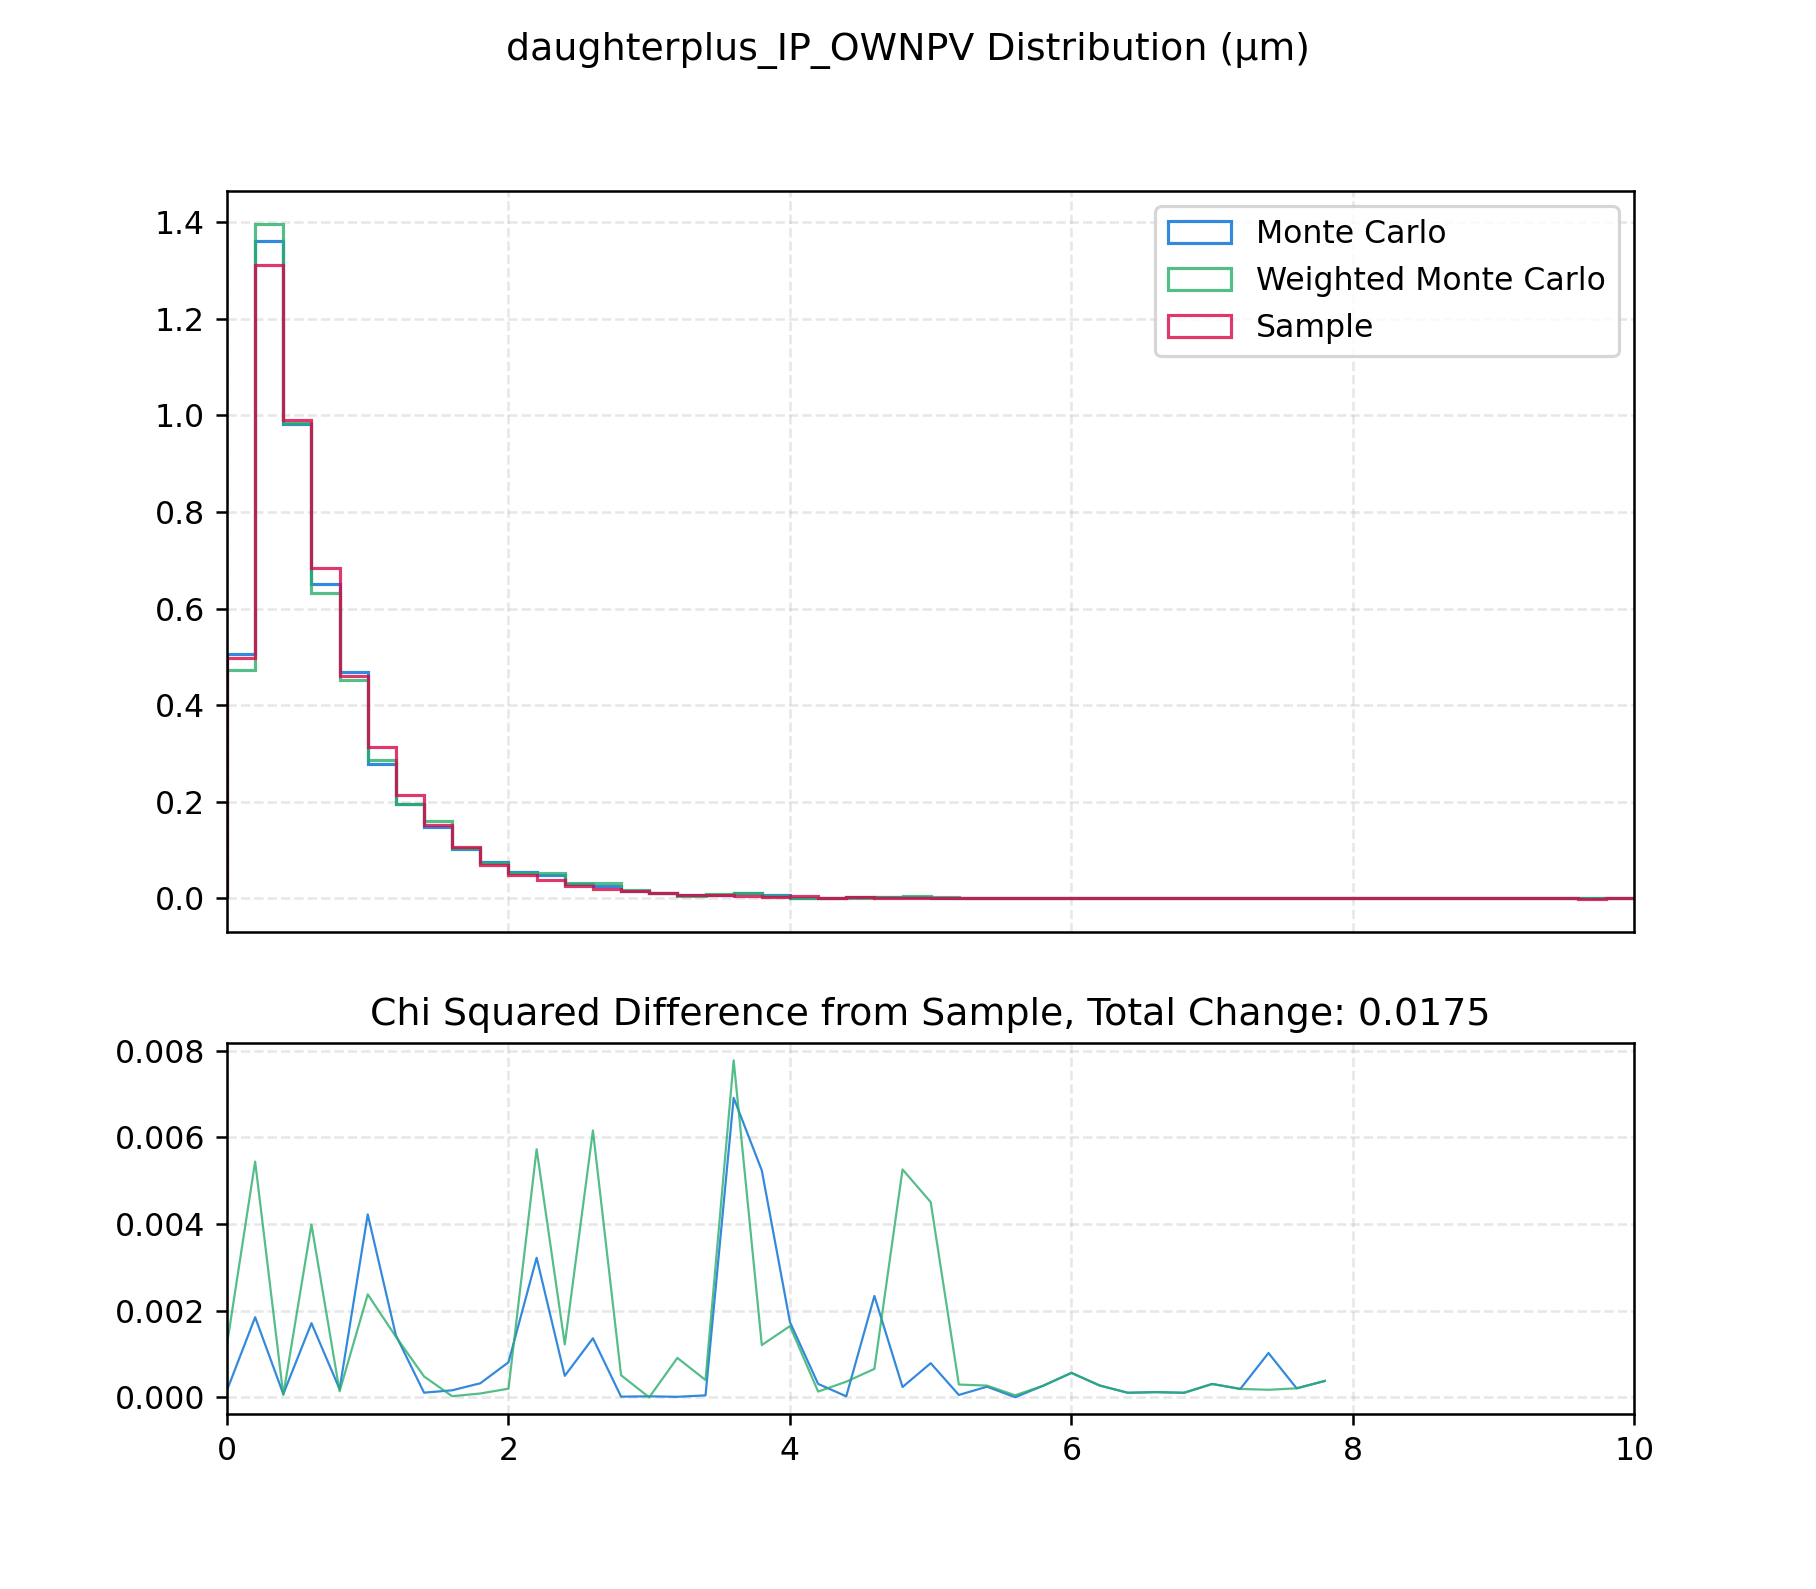 daughterplus_IP_OWNPV Distribution (μm)
1.4
1.2
1.0
0.8
0.6
0.4
0.2
0.0
Monte Carlo
Weighted Monte Carlo
Sample
Chi Squared Difference from Sample, Total Change: 0.0175
0.008
0.006
0.004
0.002
0.000
0 2 4 6 8 10